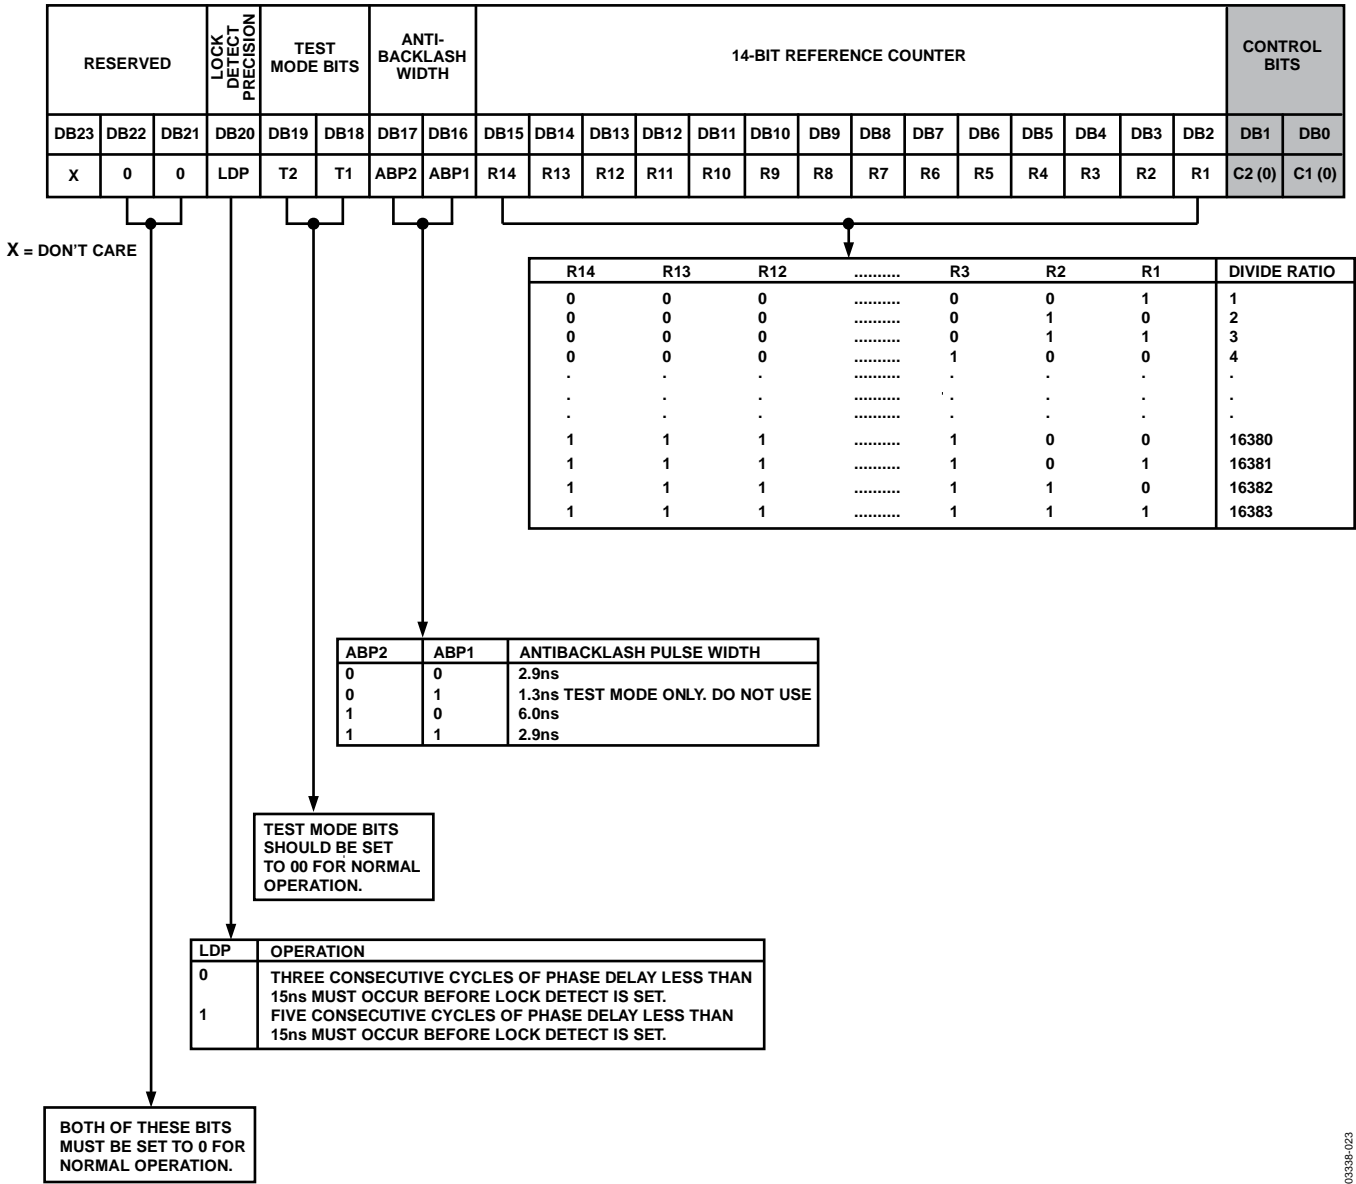 RESERVED
LOCK DETECT PRECISION
TEST MODE BITS
ANTI-BACKLASH WIDTH
14-BIT REFERENCE COUNTER
CONTROL BITS
DB23 DB22 DB21 DB20 DB19 DB18 DB17 DB16 DB15 DB14 DB13 DB12 DB11 DB10 DB9 DB8 DB7 DB6 DB5 DB4 DB3 DB2 DB1 DB0
X 0 0 LDP T2 T1 ABP2 ABP1 R14 R13 R12 R11 R10 R9 R8 R7 R6 R5 R4 R3 R2 R1 C2 (0) C1 (0)
X = DON'T CARE
R14 R13 R12 .......... R3 R2 R1 DIVIDE RATIO
0 0 0 .......... 0 0 1 1
0 0 0 .......... 0 1 0 2
0 0 0 .......... 0 1 1 3
0 0 0 .......... 1 0 0 4
. . . .......... . . . .
. . . .......... . . . .
. . . .......... . . . .
1 1 1 .......... 1 0 0 16380
1 1 1 .......... 1 0 1 16381
1 1 1 .......... 1 1 0 16382
1 1 1 .......... 1 1 1 16383
ABP2 ABP1 ANTIBACKLASH PULSE WIDTH
0 0 2.9ns
0 1 1.3ns TEST MODE ONLY. DO NOT USE
1 0 6.0ns
1 1 2.9ns
TEST MODE BITS
SHOULD BE SET
TO 00 FOR NORMAL
OPERATION.
LDP OPERATION
0 THREE CONSECUTIVE CYCLES OF PHASE DELAY LESS THAN
15ns MUST OCCUR BEFORE LOCK DETECT IS SET.
1 FIVE CONSECUTIVE CYCLES OF PHASE DELAY LESS THAN
15ns MUST OCCUR BEFORE LOCK DETECT IS SET.
BOTH OF THESE BITS
MUST BE SET TO 0 FOR
NORMAL OPERATION.
03338-023